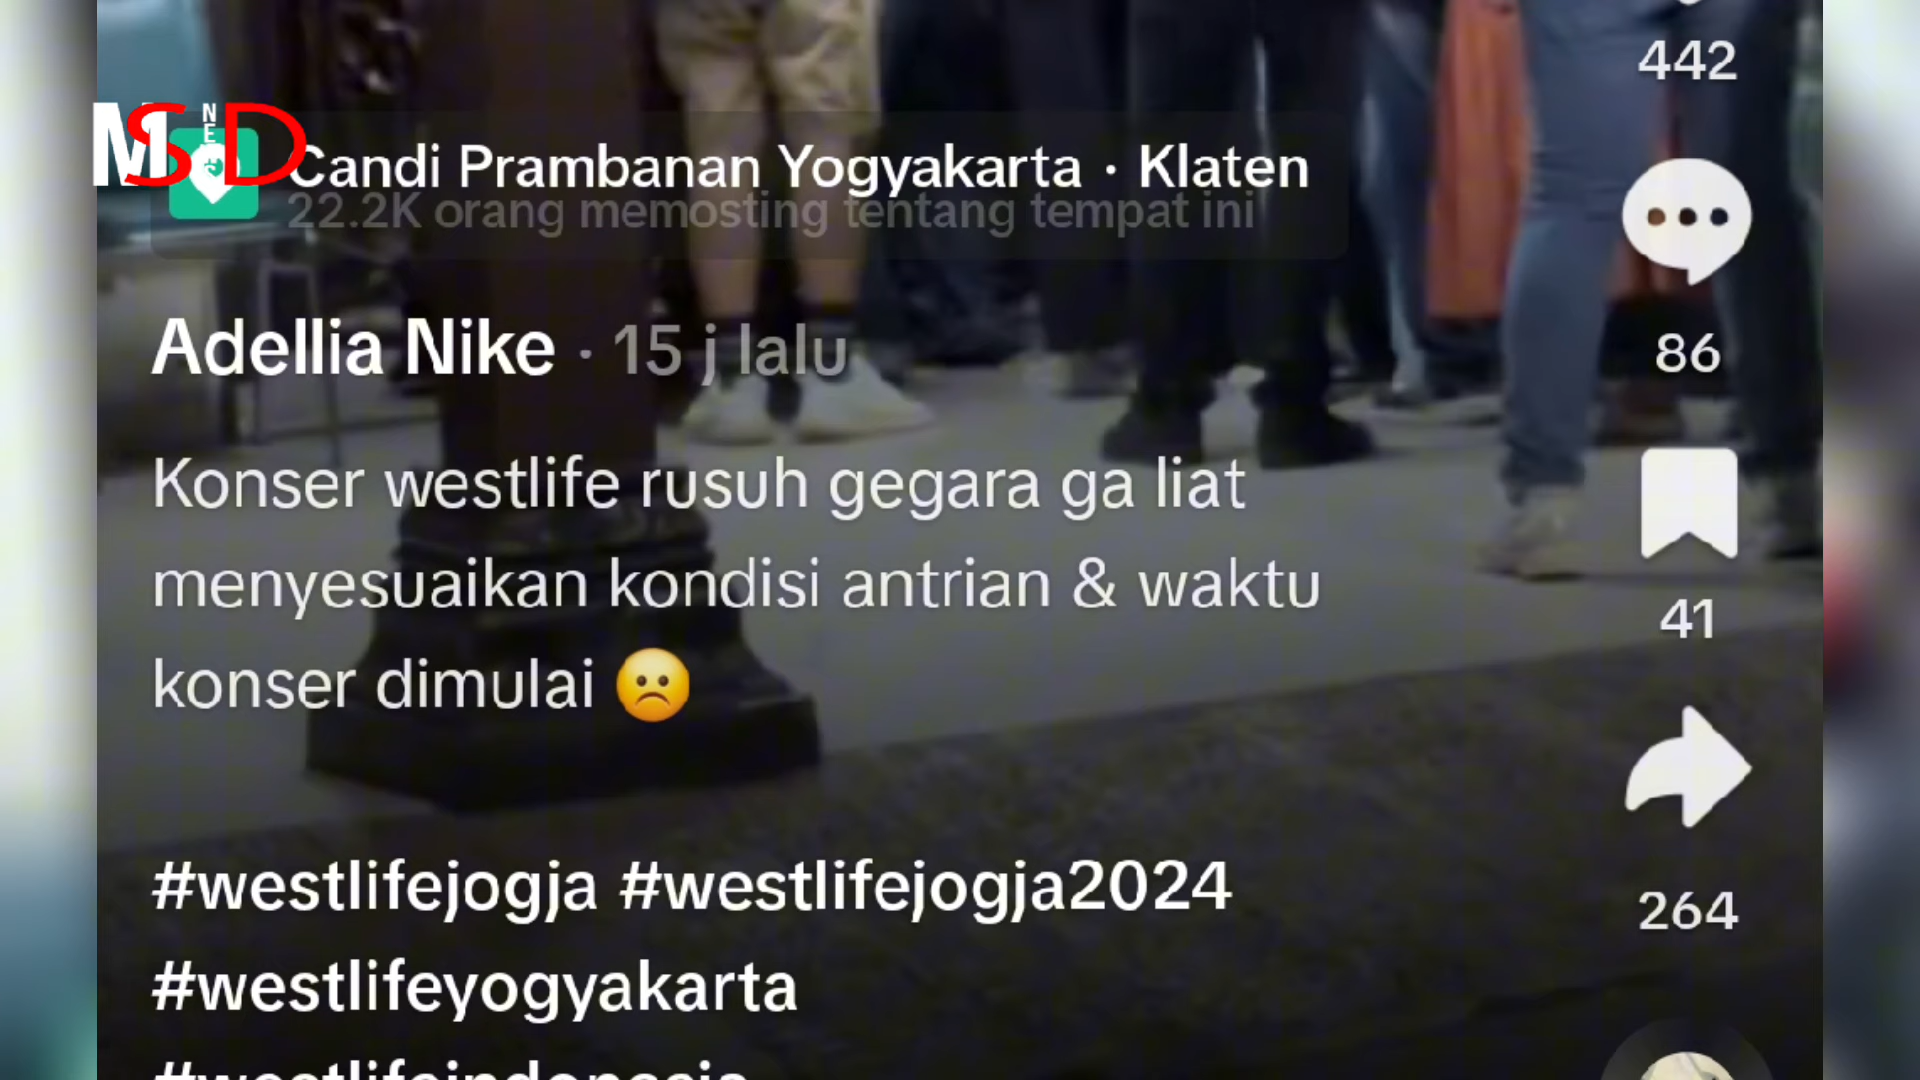 442
M S N E D
Candi Prambanan Yogyakarta · Klaten
22.2K orang memosting tentang tempat ini
86
Adellia Nike · 15 j lalu
Konser westlife rusuh gegara ga liat
menyesuaikan kondisi antrian & waktu
konser dimulai ☹️
41
264
#westlifejogja #westlifejogja2024
#westlifeyogyakarta
#westlifeindonesia